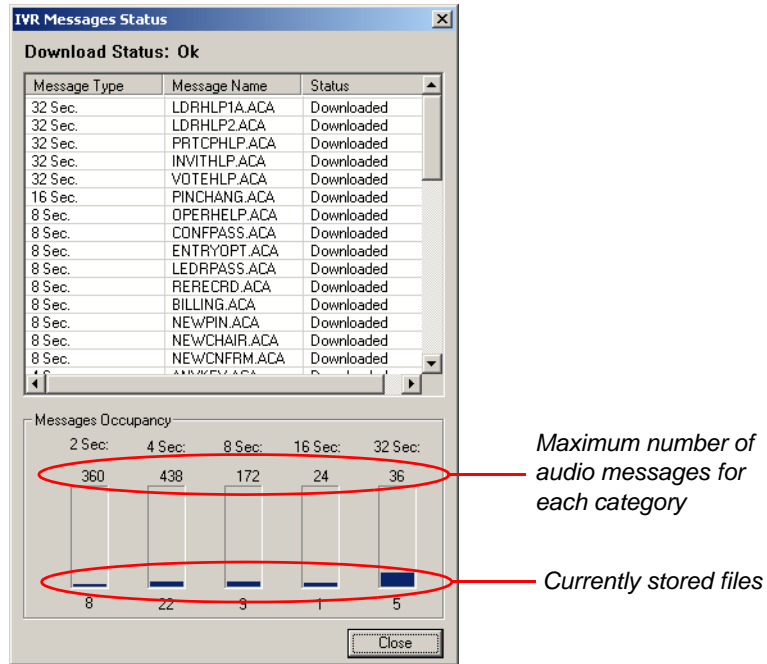 IVR Messages Status
Download Status: Ok
Message Type Message Name Status
32 Sec. LDRHLP1A.ACA Downloaded
32 Sec. LDRHLP2.ACA Downloaded
32 Sec. PRTCPHLP.ACA Downloaded
32 Sec. INVITHLP.ACA Downloaded
32 Sec. VOTEHLP.ACA Downloaded
16 Sec. PINCHANG.ACA Downloaded
8 Sec. OPERHELP.ACA Downloaded
8 Sec. CONFPASS.ACA Downloaded
8 Sec. ENTRYOPT.ACA Downloaded
8 Sec. LEDRPASS.ACA Downloaded
8 Sec. RERECRD.ACA Downloaded
8 Sec. BILLING.ACA Downloaded
8 Sec. NEWPIN.ACA Downloaded
8 Sec. NEWCHAIR.ACA Downloaded
8 Sec. NEWCNFRM.ACA Downloaded
Messages Occupancy
2 Sec: 4 Sec: 8 Sec: 16 Sec: 32 Sec:
360 438 172 24 36
Maximum number of
audio messages for
each category
8 22 9 1 5
Currently stored files
Close